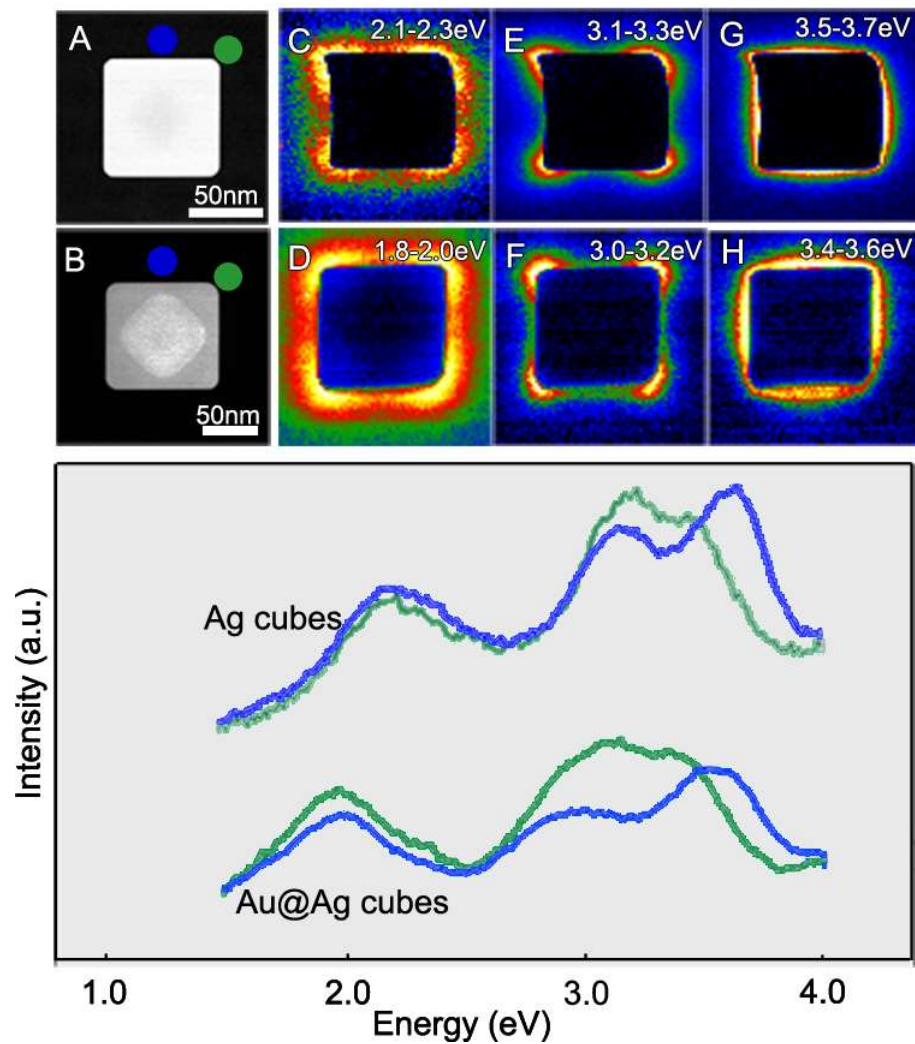 A
50nm
C 2.1-2.3eV
E 3.1-3.3eV
G 3.5-3.7eV
B
50nm
D 1.8-2.0eV
F 3.0-3.2eV
H 3.4-3.6eV
Intensity (a.u.)
Ag cubes
Au@Ag cubes
1.0 2.0 3.0 4.0
Energy (eV)